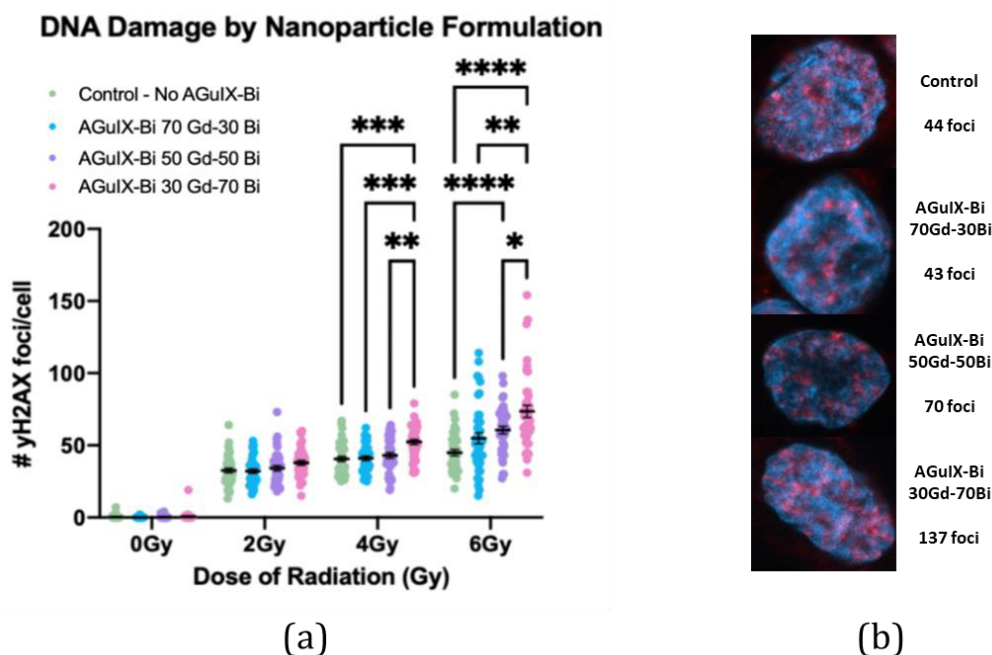 DNA Damage by Nanoparticle Formulation
Control - No AGuIX-Bi
AGuIX-Bi 70 Gd-30 Bi
AGuIX-Bi 50 Gd-50 Bi
AGuIX-Bi 30 Gd-70 Bi
****
**
***
***
****
**
*
200
150
100
50
0
# yH2AX foci/cell
0Gy
2Gy
4Gy
6Gy
Dose of Radiation (Gy)
(a)
Control
44 foci
AGuIX-Bi
70Gd-30Bi
43 foci
AGuIX-Bi
50Gd-50Bi
70 foci
AGuIX-Bi
30Gd-70Bi
137 foci
(b)